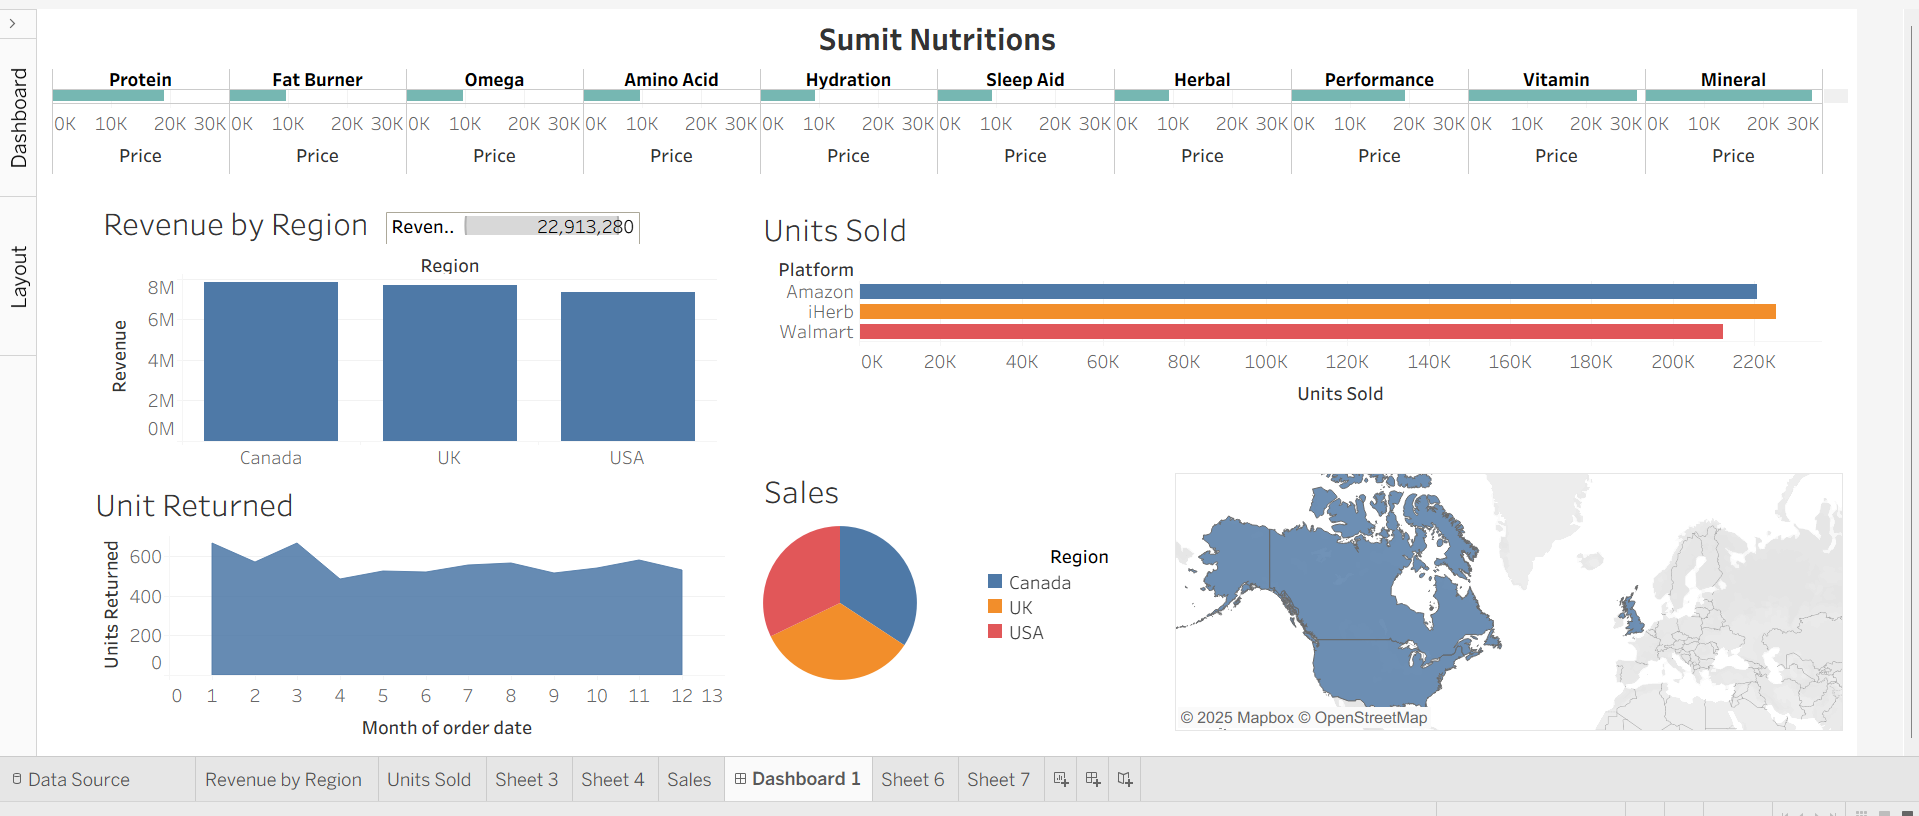 Sumit Nutritions
Dashboard
Layout
Protein Fat Burner Omega Amino Acid Hydration Sleep Aid Herbal Performance Vitamin Mineral
0K 10K 20K 30K 0K 10K 20K 30K 0K 10K 20K 30K 0K 10K 20K 30K 0K 10K 20K 30K 0K 10K 20K 30K 0K 10K 20K 30K 0K 10K 20K 30K 0K 10K 20K 30K 0K 10K 20K 30K
Price Price Price Price Price Price Price Price Price Price
Revenue by Region
Reven.. 22,913,280
Region
Revenue
8M
6M
4M
2M
0M
Canada UK USA
Units Sold
Platform
Amazon
iHerb
Walmart
0K 20K 40K 60K 80K 100K 120K 140K 160K 180K 200K 220K
Units Sold
Unit Returned
Units Returned
600
400
200
0
0 1 2 3 4 5 6 7 8 9 10 11 12 13
Month of order date
Sales
Region
Canada
UK
USA
© 2025 Mapbox © OpenStreetMap
Data Source Revenue by Region Units Sold Sheet 3 Sheet 4 Sales Dashboard 1 Sheet 6 Sheet 7